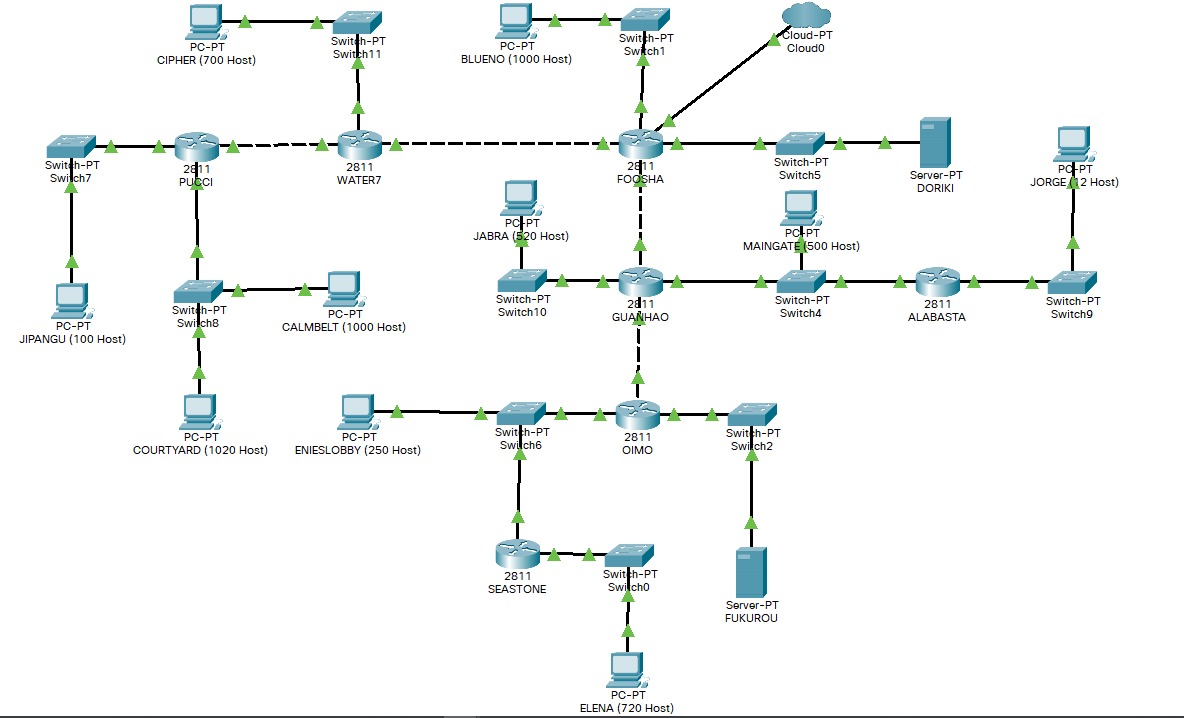 PC-PT
CIPHER (700 Host)
Switch-PT
Switch11
PC-PT
BLUENO (1000 Host)
Switch-PT
Switch1
Cloud-PT
Cloud0
Switch-PT
Switch7
2811
PUCCI
2811
WATER7
2811
FOOSHA
Switch-PT
Switch5
Server-PT
DORIKI
PC-PT
JORGE (12 Host)
PC-PT
JABRA (520 Host)
PC-PT
MAINGATE (500 Host)
Switch-PT
Switch10
2811
GUANHAO
Switch-PT
Switch4
2811
ALABASTA
Switch-PT
Switch9
PC-PT
JIPANGU (100 Host)
Switch-PT
Switch8
PC-PT
CALMBELT (1000 Host)
PC-PT
COURTYARD (1020 Host)
PC-PT
ENIESLOBBY (250 Host)
Switch-PT
Switch6
2811
OIMO
Switch-PT
Switch2
2811
SEASTONE
Switch-PT
Switch0
Server-PT
FUKUROU
PC-PT
ELENA (720 Host)